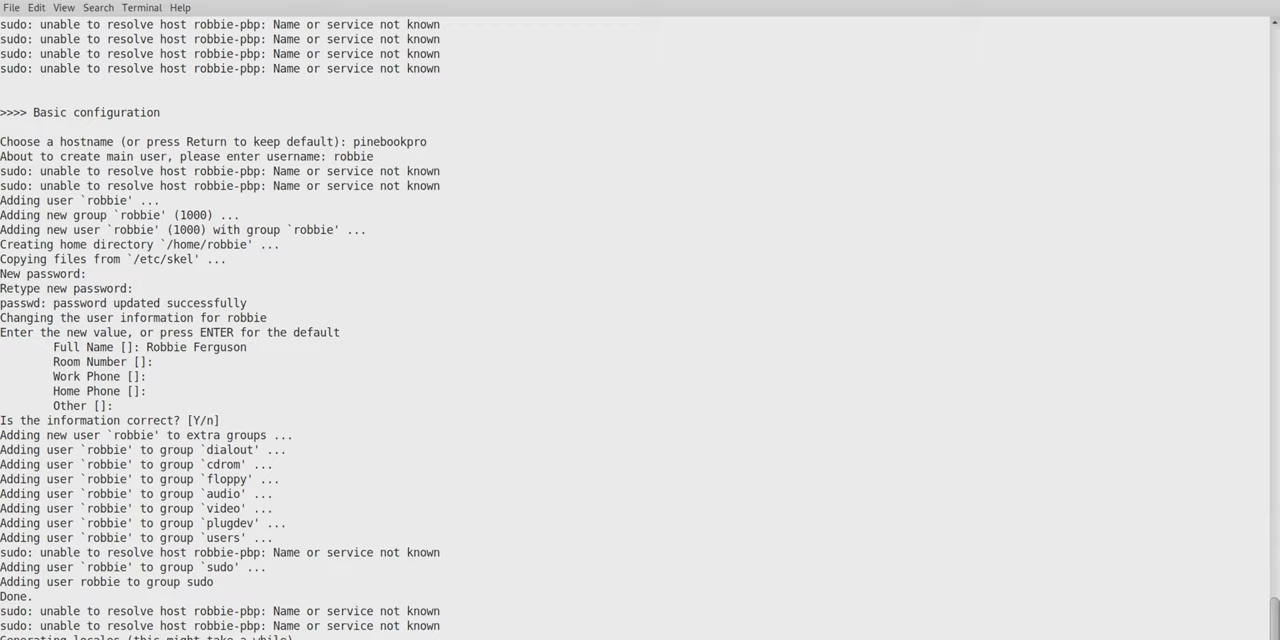 File Edit View Search Terminal Help
sudo: unable to resolve host robbie-pbp: Name or service not known
sudo: unable to resolve host robbie-pbp: Name or service not known
sudo: unable to resolve host robbie-pbp: Name or service not known
sudo: unable to resolve host robbie-pbp: Name or service not known
>>>> Basic configuration
Choose a hostname (or press Return to keep default): pinebookpro
About to create main user, please enter username: robbie
sudo: unable to resolve host robbie-pbp: Name or service not known
sudo: unable to resolve host robbie-pbp: Name or service not known
Adding user `robbie' ...
Adding new group `robbie' (1000) ...
Adding new user `robbie' (1000) with group `robbie' ...
Creating home directory `/home/robbie' ...
Copying files from `/etc/skel' ...
New password:
Retype new password:
passwd: password updated successfully
Changing the user information for robbie
Enter the new value, or press ENTER for the default
Full Name []: Robbie Ferguson
Room Number []:
Work Phone []:
Home Phone []:
Other []:
Is the information correct? [Y/n]
Adding new user `robbie' to extra groups ...
Adding user `robbie' to group `dialout' ...
Adding user `robbie' to group `cdrom' ...
Adding user `robbie' to group `floppy' ...
Adding user `robbie' to group `audio' ...
Adding user `robbie' to group `video' ...
Adding user `robbie' to group `plugdev' ...
Adding user `robbie' to group `users' ...
sudo: unable to resolve host robbie-pbp: Name or service not known
Adding user `robbie' to group `sudo' ...
Adding user robbie to group sudo
Done.
sudo: unable to resolve host robbie-pbp: Name or service not known
sudo: unable to resolve host robbie-pbp: Name or service not known
Generating locales (this might take a while)